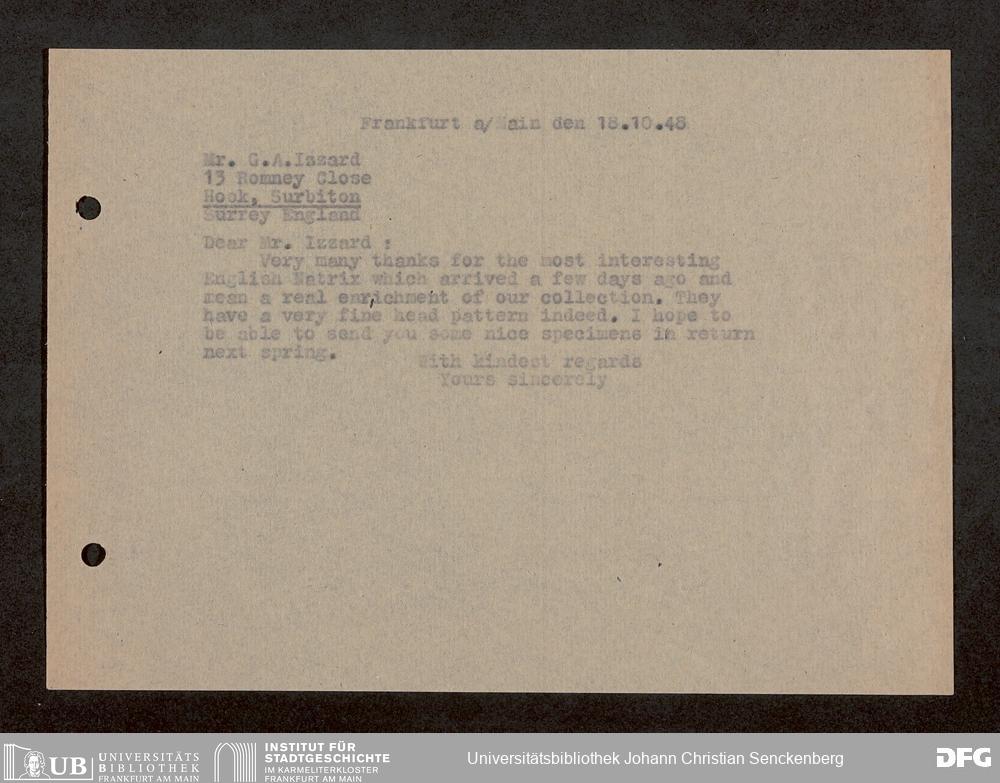 Frankfurt a/Main den 18.10.48
Mr. G.A.Izzard
13 Romney Close
Hook, Surbiton
Surrey England
Dear Mr. Izzard :
Very many thanks for the most interesting
English Natrix which arrived a few days ago and
mean a real enrichment of our collection. They
have a very fine head pattern indeed. I hope to
be able to send you some nice specimens in return
next spring.
With kindest regards
Yours sincerely
UB UNIVERSITÄTS
BIBLIOTHEK
FRANKFURT AM MAIN
INSTITUT FÜR
STADTGESCHICHTE
IM KARMELITERKLOSTER
FRANKFURT AM MAIN
Universitätsbibliothek Johann Christian Senckenberg
DFG